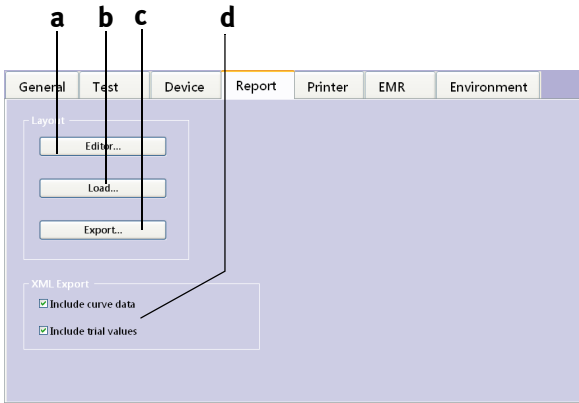 a b c d
General Test Device Report Printer EMR Environment
Layout
Editor...
Load...
Export...
XML Export
Include curve data
Include trial values